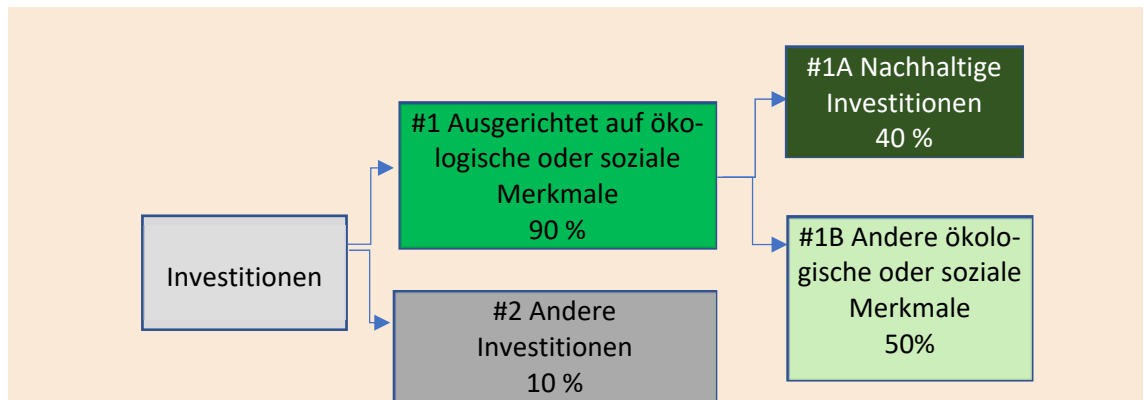 #1A Nachhaltige
Investitionen
40 %
#1 Ausgerichtet auf öko-
logische oder soziale
Merkmale
90 %
#1B Andere ökolo-
gische oder soziale
Merkmale
50%
Investitionen
#2 Andere
Investitionen
10 %